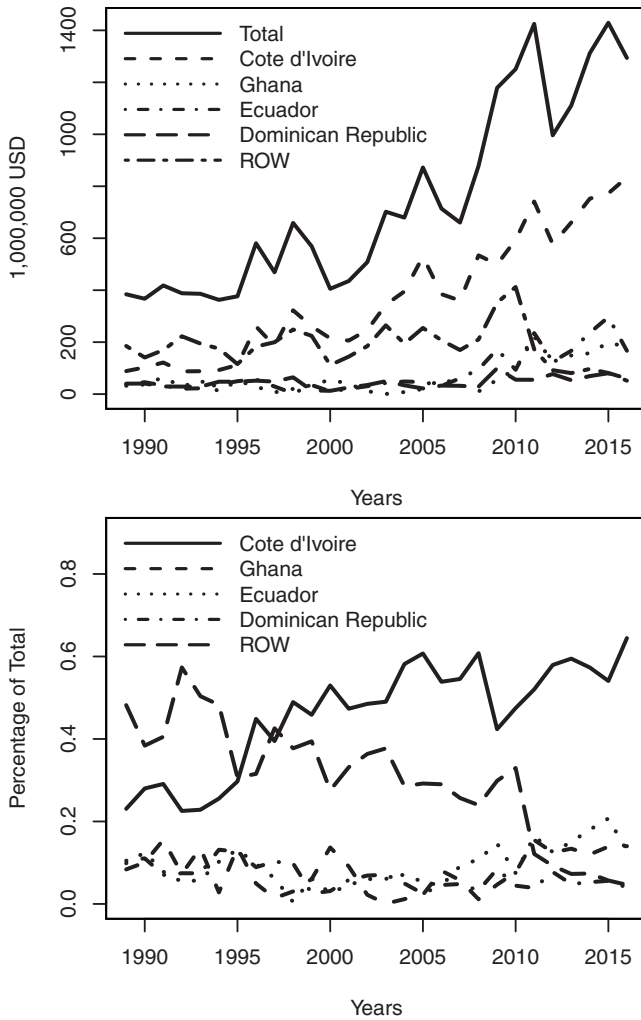 1,000,000 USD
1400
1000
600
200
0
Total
Cote d'Ivoire
Ghana
Ecuador
Dominican Republic
ROW
1990 1995 2000 2005 2010 2015
Years
Percentage of Total
0.8
0.6
0.4
0.2
0.0
Cote d'Ivoire
Ghana
Ecuador
Dominican Republic
ROW
1990 1995 2000 2005 2010 2015
Years